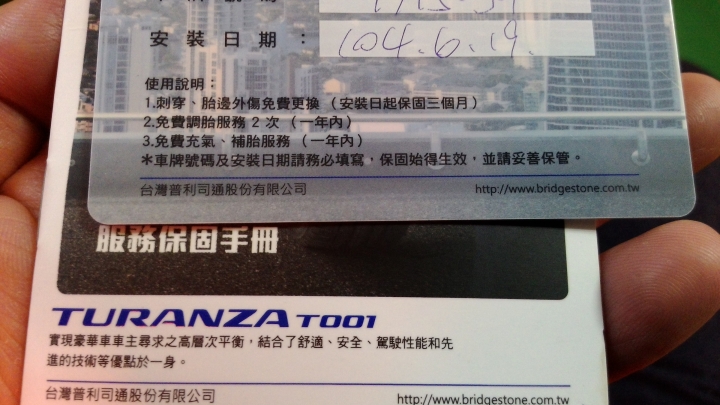 安裝日期：104.6.19.
使用說明：
1.刺穿、胎邊外傷免費更換（安裝日起保固三個月）
2.免費調胎服務 2 次（一年內）
3.免費充氣、補胎服務（一年內）
＊車牌號碼及安裝日期請務必填寫，保固始得生效，並請妥善保管。
台灣普利司通股份有限公司 http://www.bridgestone.com.tw
服務保固手冊
TURANZA T001
實現豪華車車主尋求之高層次平衡，結合了舒適、安全、駕駛性能和先
進的技術等優點於一身。
台灣普利司通股份有限公司 http://www.bridgestone.com.tw